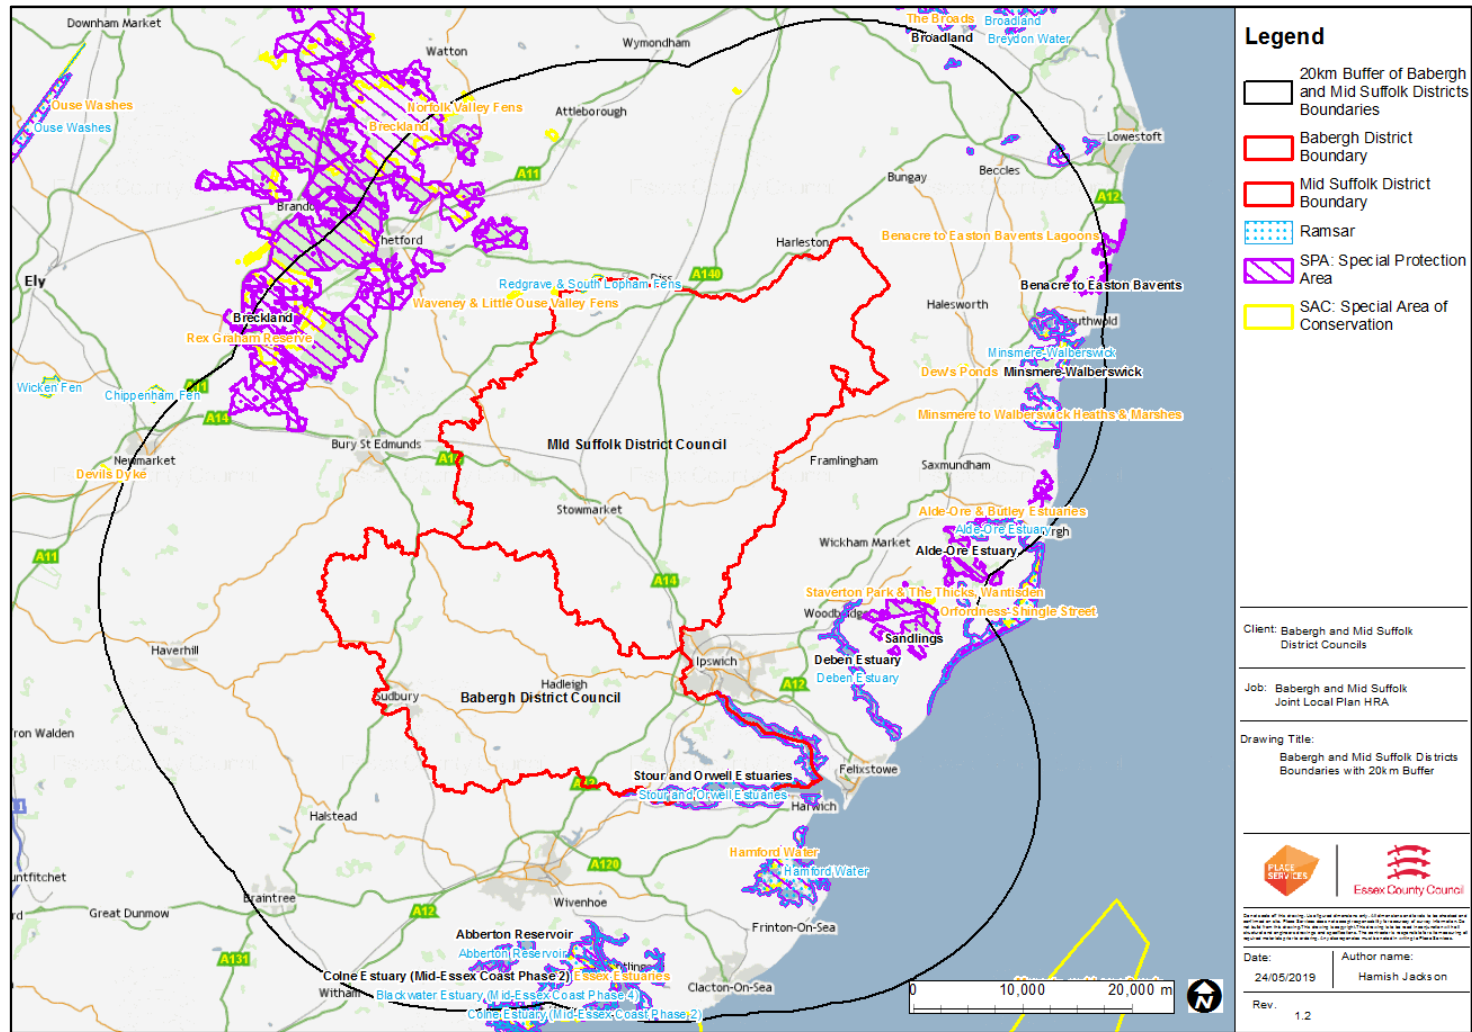 Downham Market
Watton
Wymondham
The Broads
Broadland
Broadland
Breydon Water
Ouse Washes
Ouse Washes
Norfolk Valley Fens
Breckland
Attleborough
Lowestoft
A11
Bungay
Beccles
A12
Harleston
Benacre to Easton Bavents Lagoons
Ely
A140
Diss
Redgrave & South Lopham Fens
Waveney & Little Ouse Valley Fens
Benacre to Easton Bavents
Halesworth
Breckland
Rex Graham Reserve
Minsmere-Walberswick
Dew's Ponds
Minsmere-Walberswick
Wicken Fen
Chippenham Fen
A11
A14
Minsmere to Walberswick Heaths & Marshes
Bury St Edmunds
MId Suffolk District Council
Newmarket
Devils Dyke
Framlingham
Saxmundham
Stowmarket
Alde-Ore & Butley Estuaries
Alde-Ore Estuary
Wickham Market
Alde-Ore Estuary
A11
A14
Staverton Park & The Thicks, Wantisden
Orfordness-Shingle Street
Sandlings
Haverhill
Ipswich
Deben Estuary
Deben Estuary
Hadleigh
Babergh District Council
A12
Stour and Orwell Estuaries
Stour and Orwell Estuaries
Felixstowe
Harwich
Halstead
Hamford Water
Hamford Water
A120
Braintree
Great Dunmow
A12
Wivenhoe
Frinton-On-Sea
Abberton Reservoir
Abberton Reservoir
A131
Colne Estuary (Mid-Essex Coast Phase 2)
Essex Estuaries
Witham
Blackwater Estuary (Mid-Essex Coast Phase 4)
Clacton-On-Sea
Colne Estuary (Mid-Essex Coast Phase 2)
0 10,000 20,000 m
N
Legend
20km Buffer of Babergh
and Mid Suffolk Districts
Boundaries
Babergh District
Boundary
Mid Suffolk District
Boundary
Ramsar
SPA: Special Protection
Area
SAC: Special Area of
Conservation
Client: Babergh and Mid Suffolk
District Councils
Job: Babergh and Mid Suffolk
Joint Local Plan HRA
Drawing Title:
Babergh and Mid Suffolk Districts
Boundaries with 20km Buffer
PLACE
SERVICES
Essex County Council
Date:
24/05/2019
Author name:
Hamish Jackson
Rev.
1.2